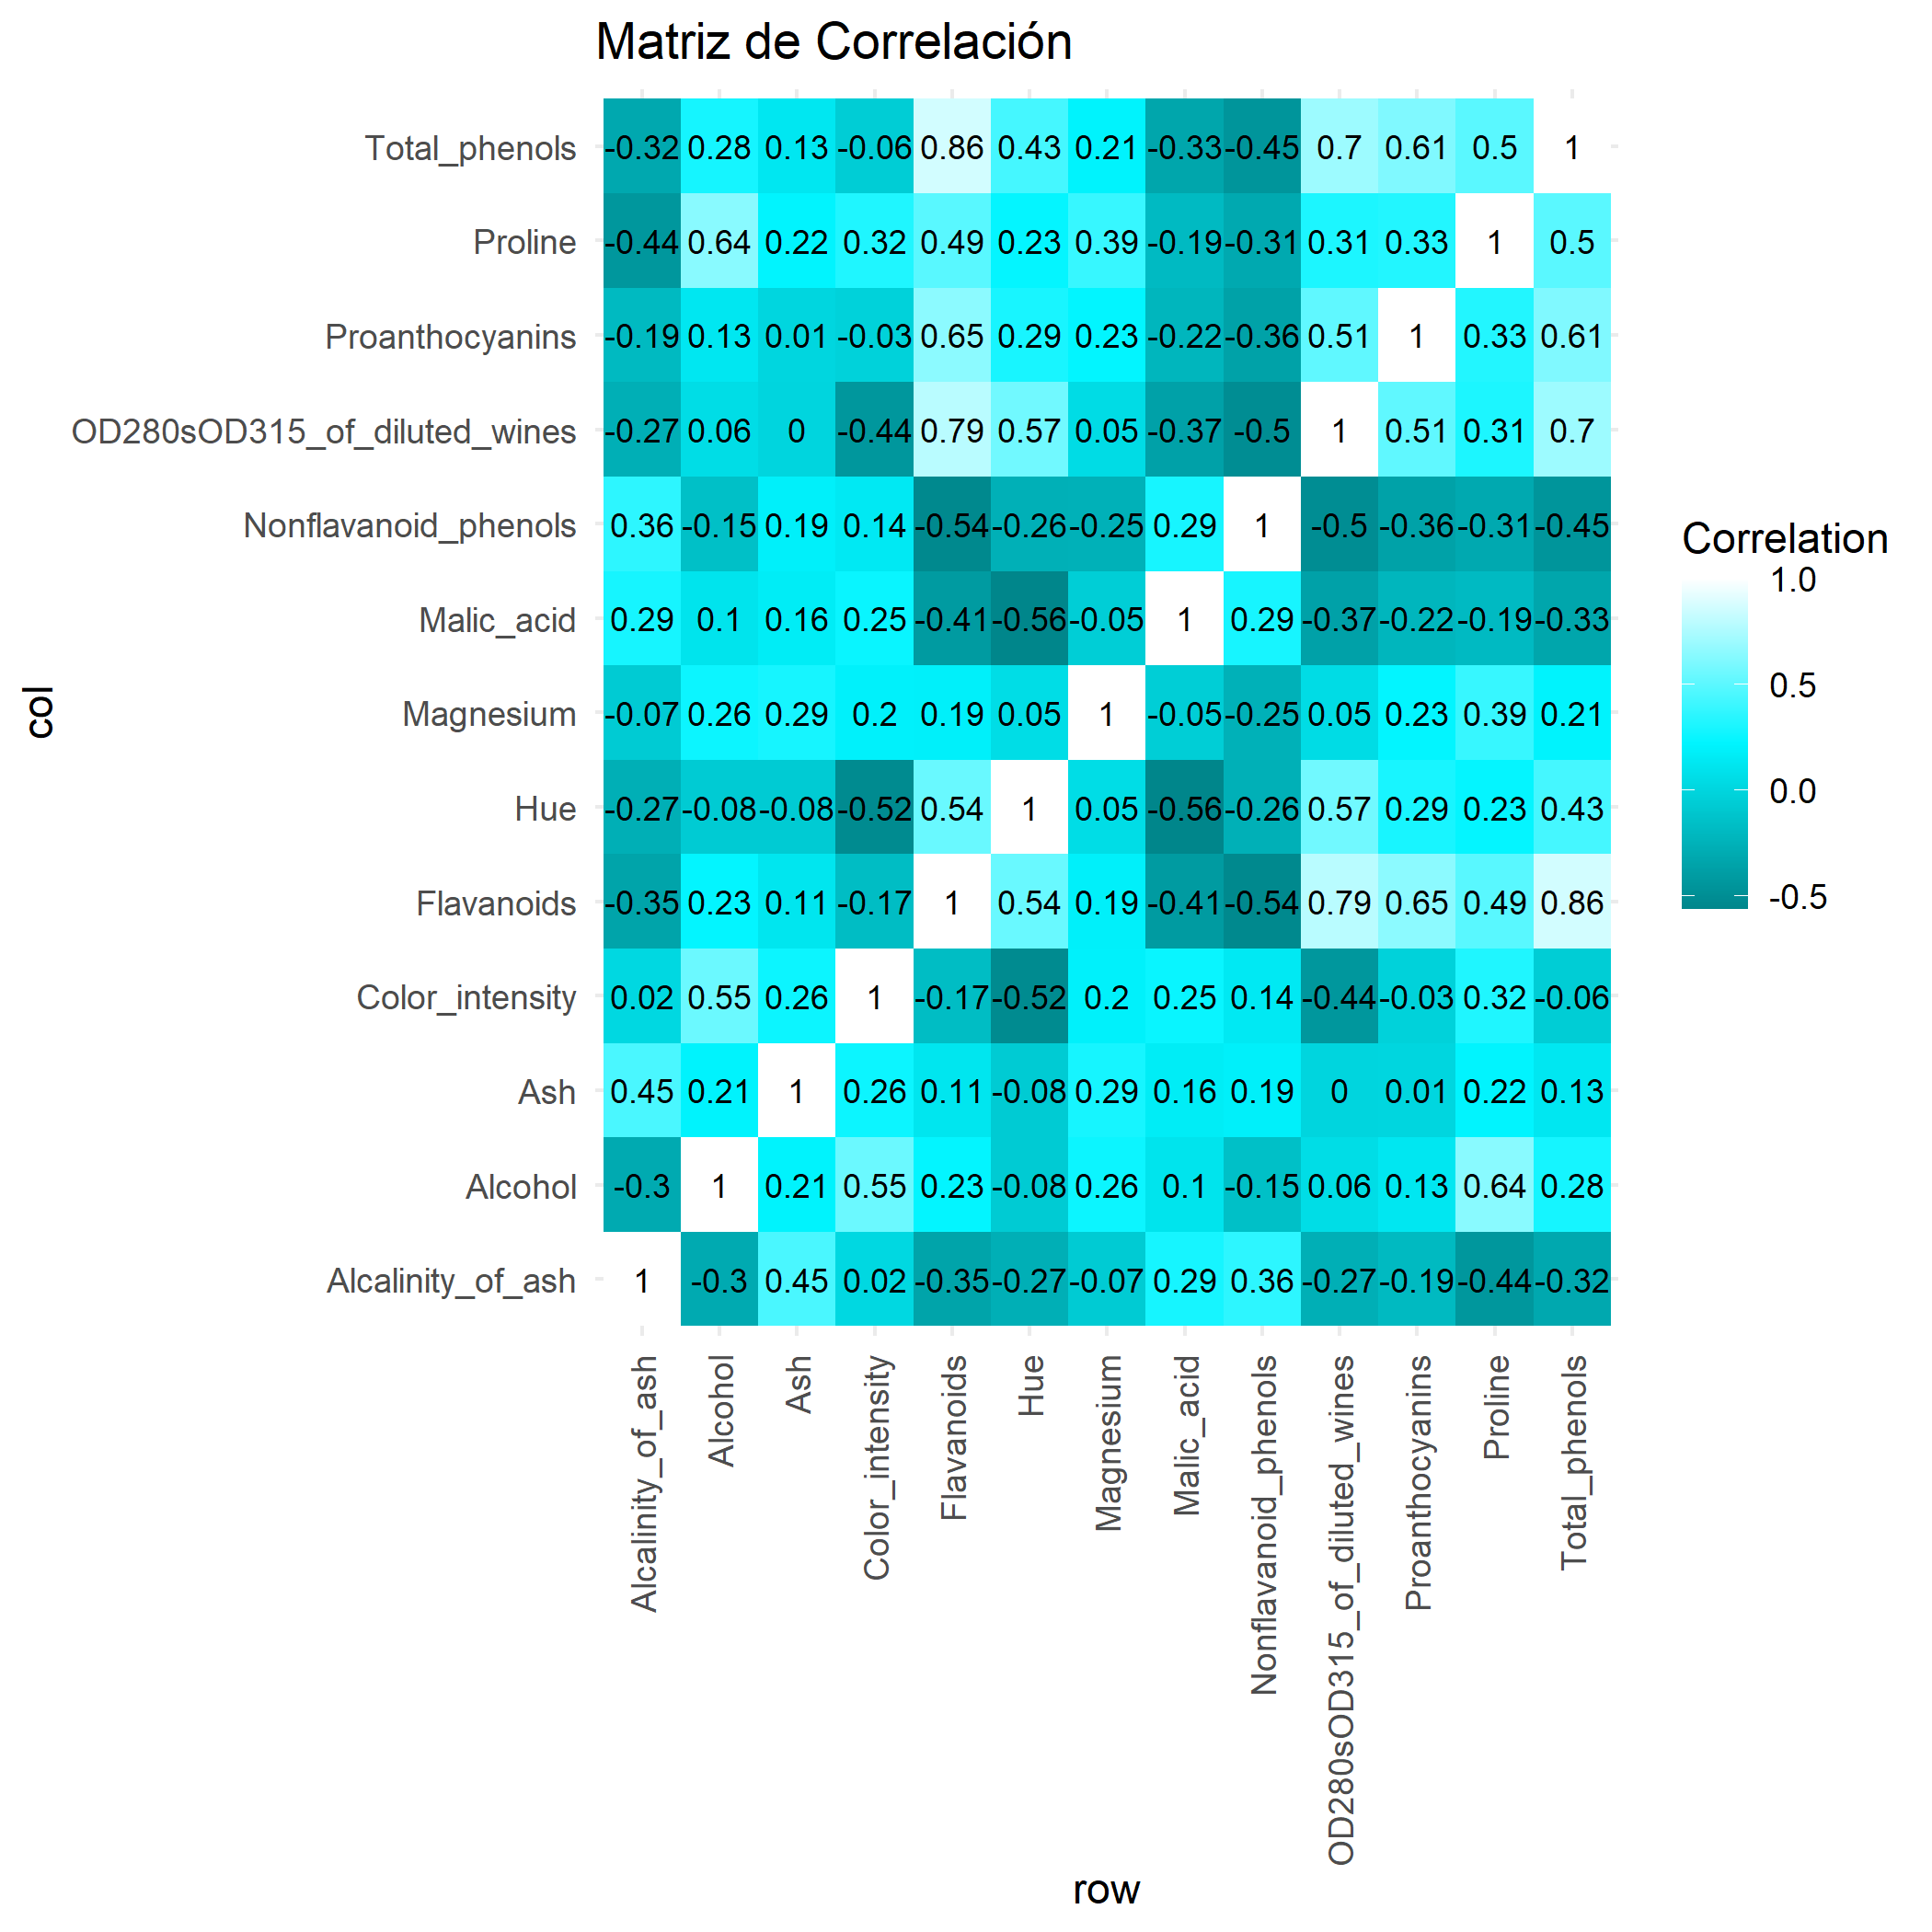 Matriz de Correlación
Total_phenols -0.32 0.28 0.13 -0.06 0.86 0.43 0.21 -0.33 -0.45 0.7 0.61 0.5 1
Proline -0.44 0.64 0.22 0.32 0.49 0.23 0.39 -0.19 -0.31 0.31 0.33 1 0.5
Proanthocyanins -0.19 0.13 0.01 -0.03 0.65 0.29 0.23 -0.22 -0.36 0.51 1 0.33 0.61
OD280sOD315_of_diluted_wines -0.27 0.06 0 -0.44 0.79 0.57 0.05 -0.37 -0.5 1 0.51 0.31 0.7
Nonflavanoid_phenols 0.36 -0.15 0.19 0.14 -0.54 -0.26 -0.25 0.29 1 -0.5 -0.36 -0.31 -0.45
Malic_acid 0.29 0.1 0.16 0.25 -0.41 -0.56 -0.05 1 0.29 -0.37 -0.22 -0.19 -0.33
Magnesium -0.07 0.26 0.29 0.2 0.19 0.05 1 -0.05 -0.25 0.05 0.23 0.39 0.21
Hue -0.27 -0.08 -0.08 -0.52 0.54 1 0.05 -0.56 -0.26 0.57 0.29 0.23 0.43
Flavanoids -0.35 0.23 0.11 -0.17 1 0.54 0.19 -0.41 -0.54 0.79 0.65 0.49 0.86
Color_intensity 0.02 0.55 0.26 1 -0.17 -0.52 0.2 0.25 0.14 -0.44 -0.03 0.32 -0.06
Ash 0.45 0.21 1 0.26 0.11 -0.08 0.29 0.16 0.19 0 0.01 0.22 0.13
Alcohol -0.3 1 0.21 0.55 0.23 -0.08 0.26 0.1 -0.15 0.06 0.13 0.64 0.28
Alcalinity_of_ash 1 -0.3 0.45 0.02 -0.35 -0.27 -0.07 0.29 0.36 -0.27 -0.19 -0.44 -0.32
col
Alcalinity_of_ash
Alcohol
Ash
Color_intensity
Flavanoids
Hue
Magnesium
Malic_acid
Nonflavanoid_phenols
OD280sOD315_of_diluted_wines
Proanthocyanins
Proline
Total_phenols
row
Correlation
1.0
0.5
0.0
-0.5